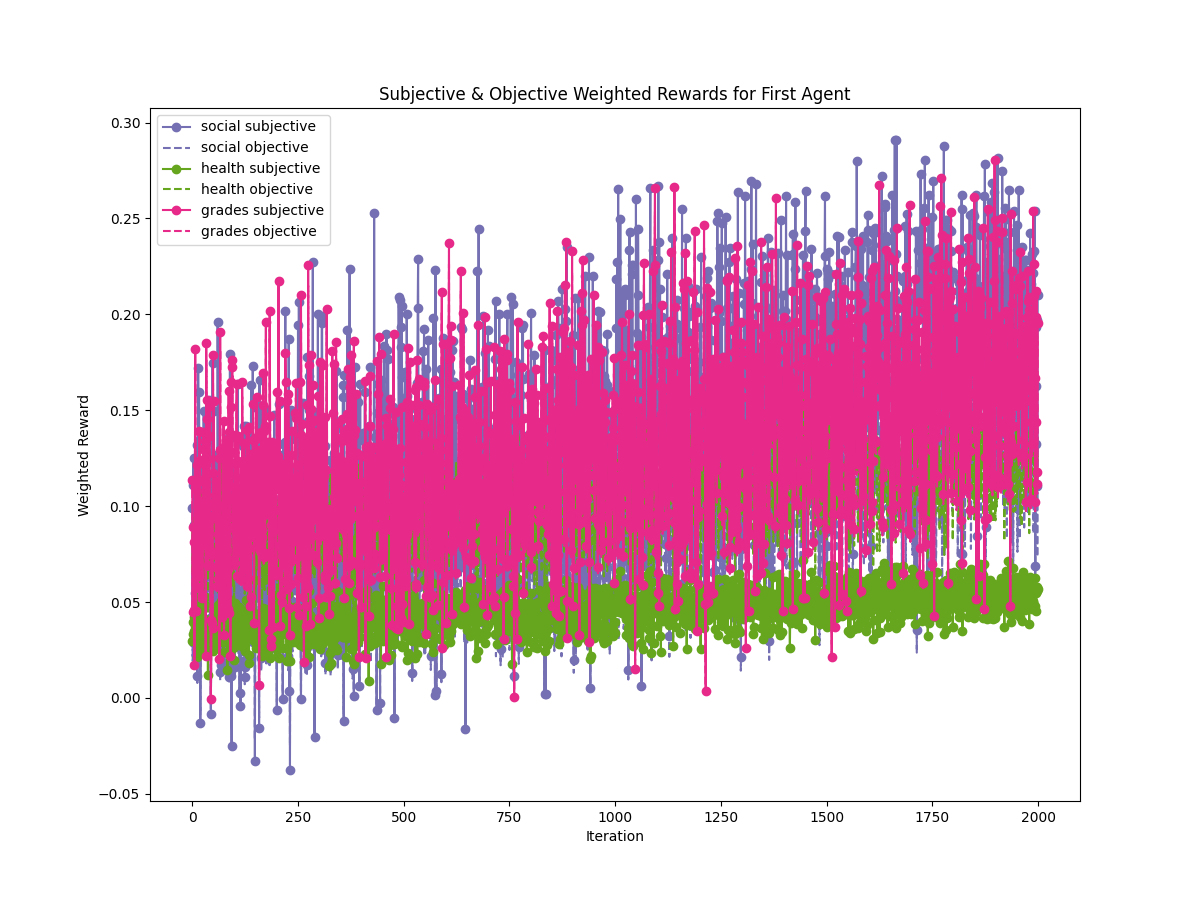 Subjective & Objective Weighted Rewards for First Agent
0.30
0.25
0.20
0.15
0.10
0.05
0.00
−0.05
Weighted Reward
social subjective
social objective
health subjective
health objective
grades subjective
grades objective
0 250 500 750 1000 1250 1500 1750 2000
Iteration